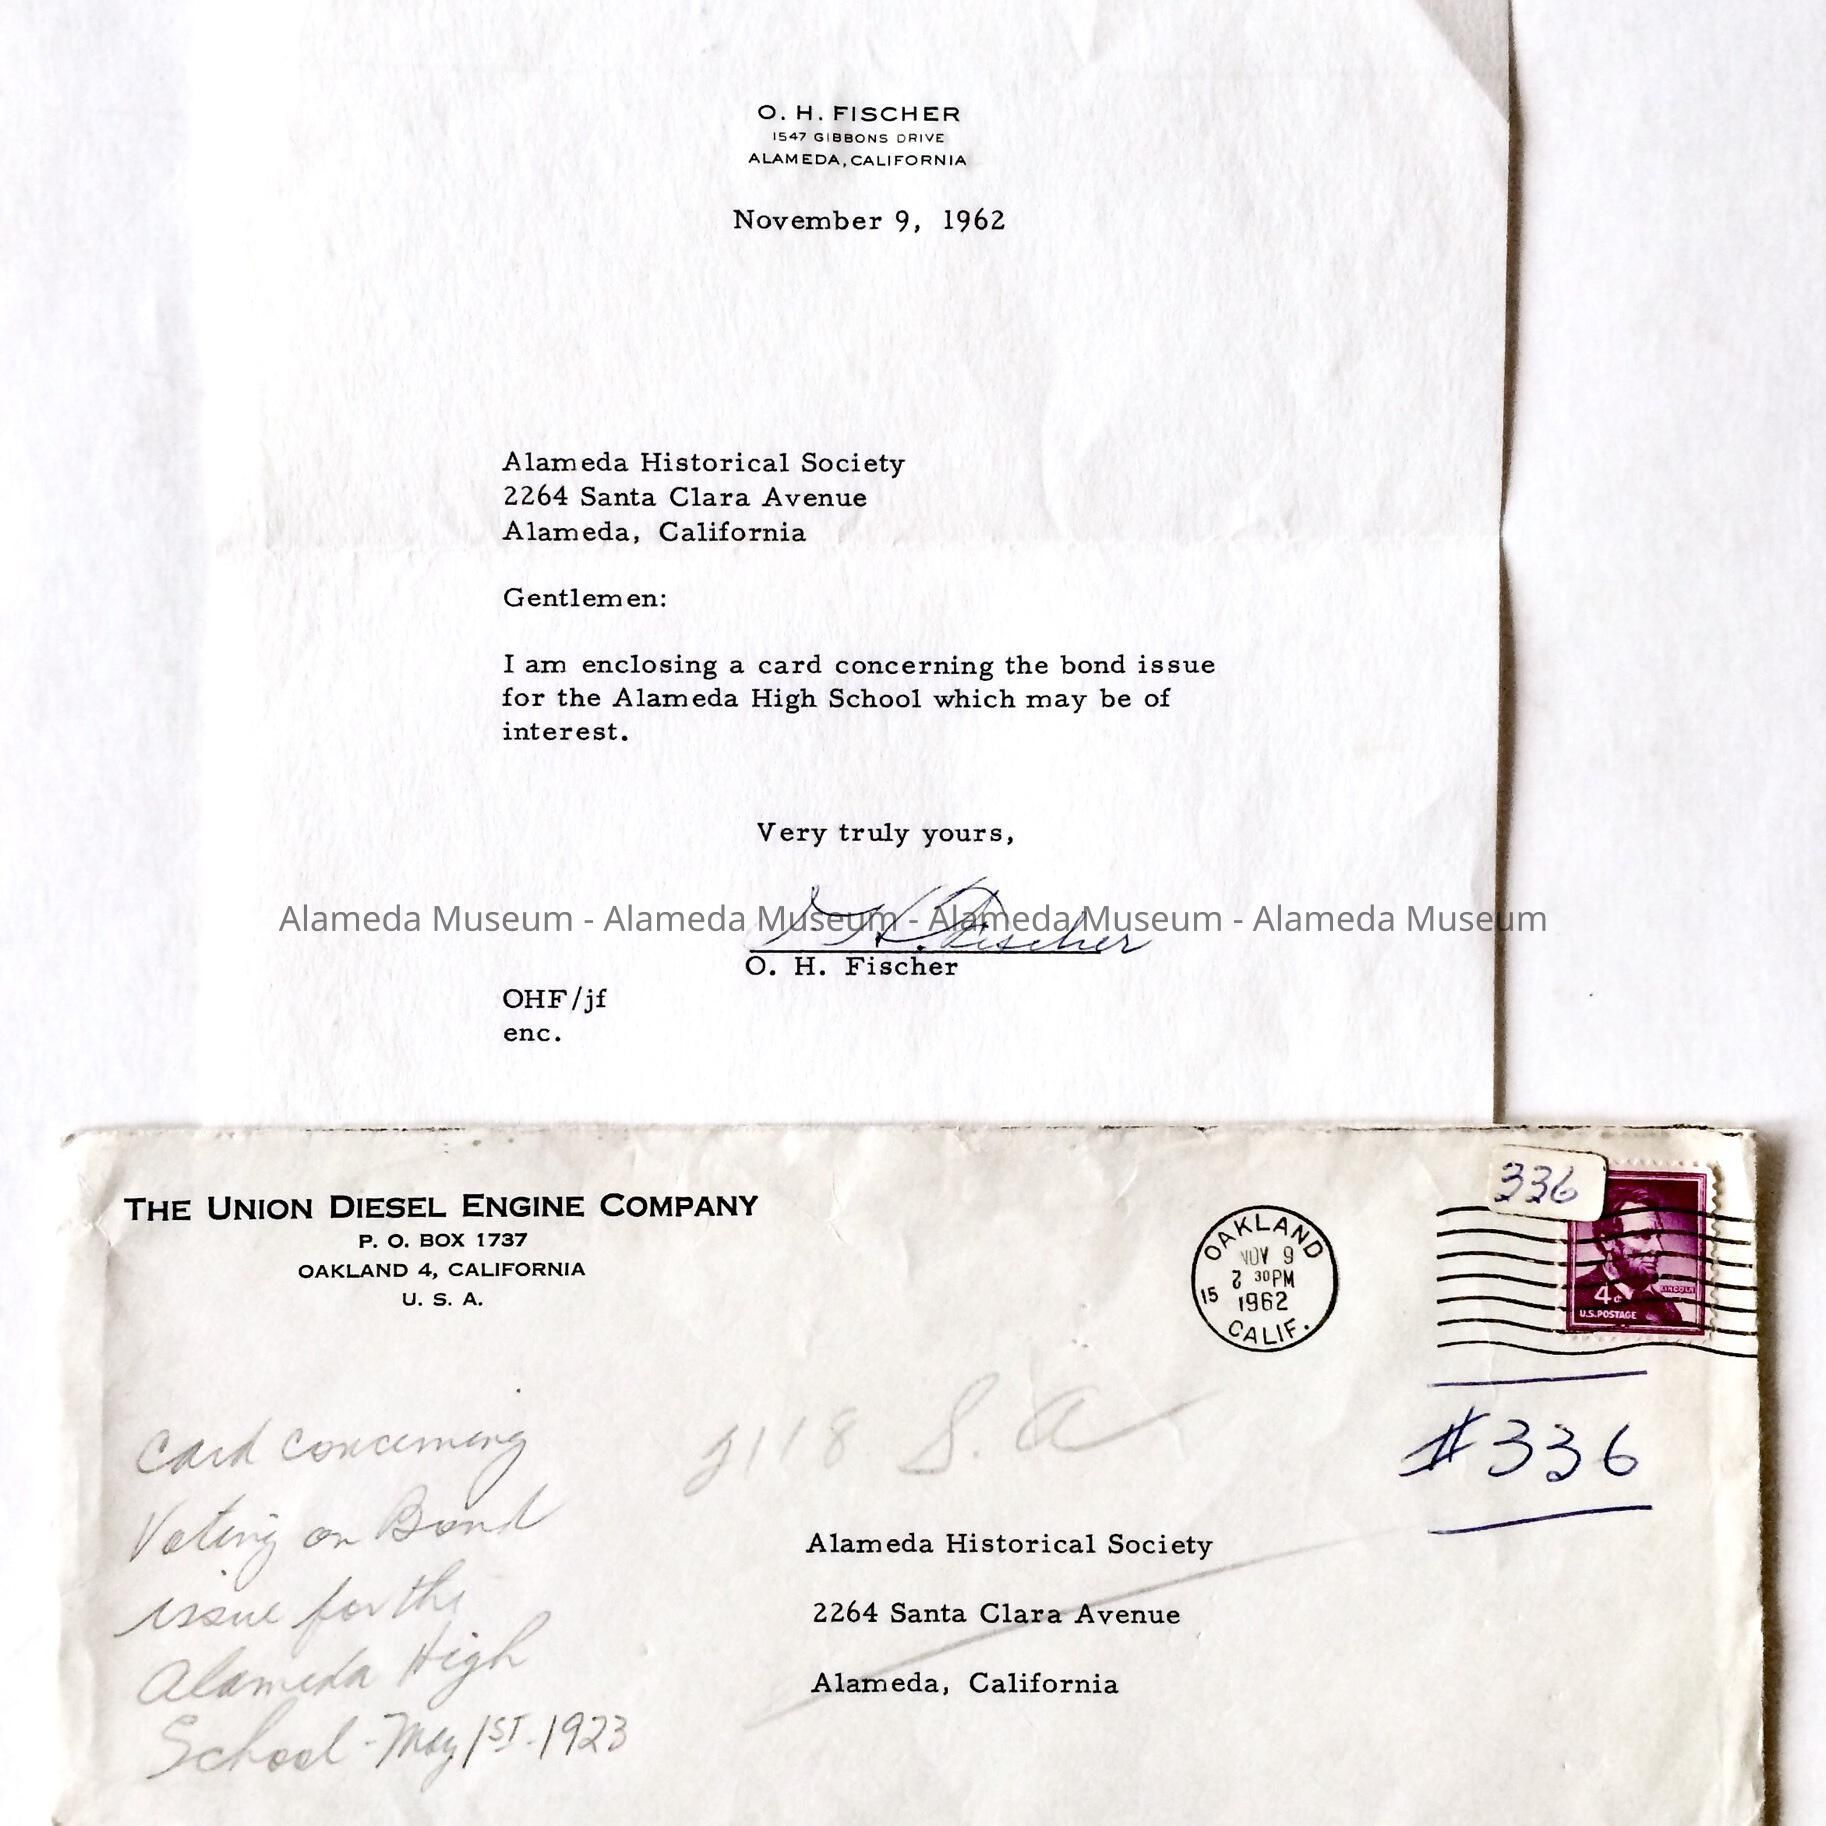 O. H. FISCHER
1547 GIBBONS DRIVE
ALAMEDA, CALIFORNIA
November 9, 1962
Alameda Historical Society
2264 Santa Clara Avenue
Alameda, California
Gentlemen:
I am enclosing a card concerning the bond issue
for the Alameda High School which may be of
interest.
Very truly yours,
O H Fischer
Alameda Museum - Alameda Museum - Alameda Museum - Alameda Museum
O. H. Fischer
OHF/jf
enc.
THE UNION DIESEL ENGINE COMPANY
P. O. BOX 1737
OAKLAND 4, CALIFORNIA
U. S. A.
OAKLAND
NOV 9
2 30 PM
15
1962
CALIF.
336
LINCOLN
4¢
U.S. POSTAGE
#336
2118 S. A
Card concerning
Voting on Bond
issue for the
Alameda High
School - May 1ST - 1923
Alameda Historical Society
2264 Santa Clara Avenue
Alameda, California